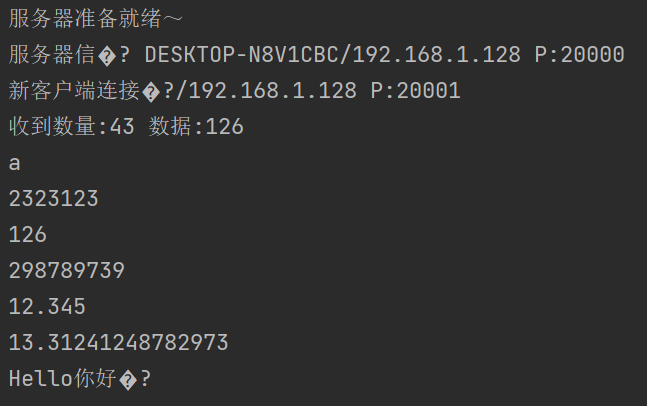 服务器准备就绪～
服务器信�? DESKTOP-N8V1CBC/192.168.1.128 P:20000
新客户端连接�?/192.168.1.128 P:20001
收到数量:43 数据:126
a
2323123
126
298789739
12.345
13.31241248782973
Hello你好�?